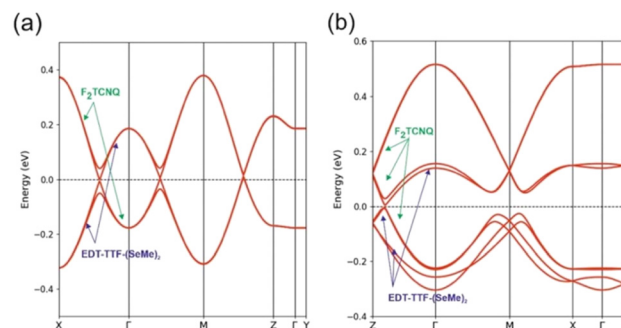 (a)
0.4
0.2
0.0
−0.2
−0.4
Energy (eV)
F₂TCNQ
EDT-TTF-(SeMe)₂
X Γ M Z Γ Y
(b)
0.6
0.4
0.2
0.0
−0.2
−0.4
Energy (eV)
F₂TCNQ
EDT-TTF-(SeMe)₂
Z Γ M X Γ